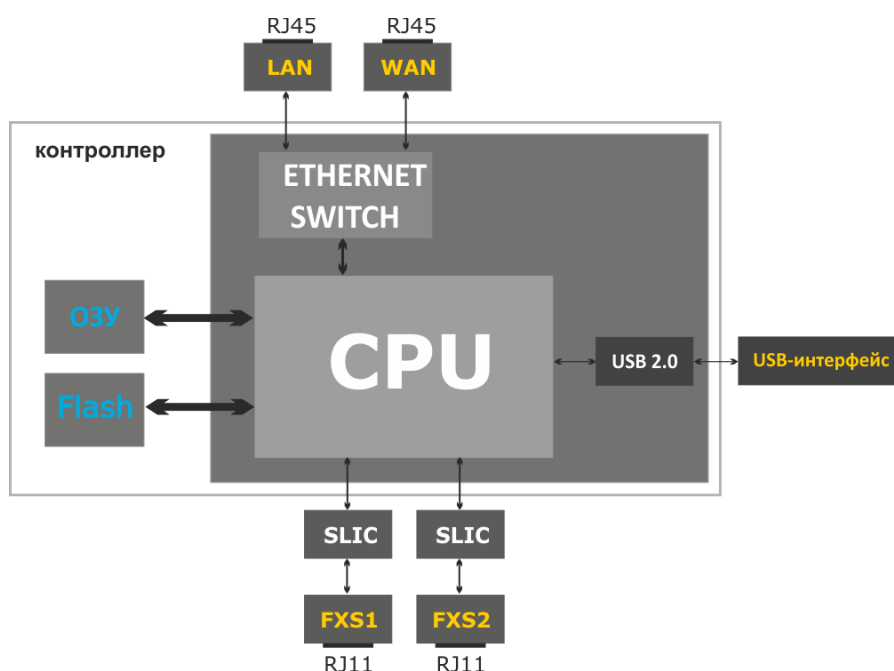 RJ45 RJ45
LAN WAN
контроллер
ETHERNET
SWITCH
ОЗУ
CPU
USB 2.0 USB-интерфейс
Flash
SLIC SLIC
FXS1 FXS2
RJ11 RJ11